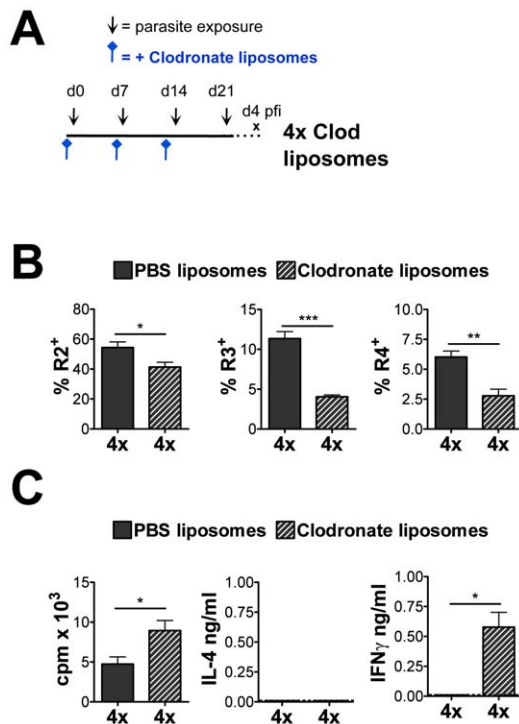 A
= parasite exposure
= + Clodronate liposomes
d0 d7 d14 d21
d4 pfi
x
4x Clod
liposomes
B
PBS liposomes Clodronate liposomes
% R2+
80
60
40
20
0
*
4x 4x
% R3+
15
10
5
0
***
4x 4x
% R4+
10.0
7.5
5.0
2.5
0.0
**
4x 4x
C
PBS liposomes Clodronate liposomes
cpm x 10³
15
10
5
0
*
4x 4x
IL-4 ng/ml
1.00
0.75
0.50
0.25
0.00
4x 4x
IFNγ ng/ml
1.00
0.75
0.50
0.25
0.00
*
4x 4x